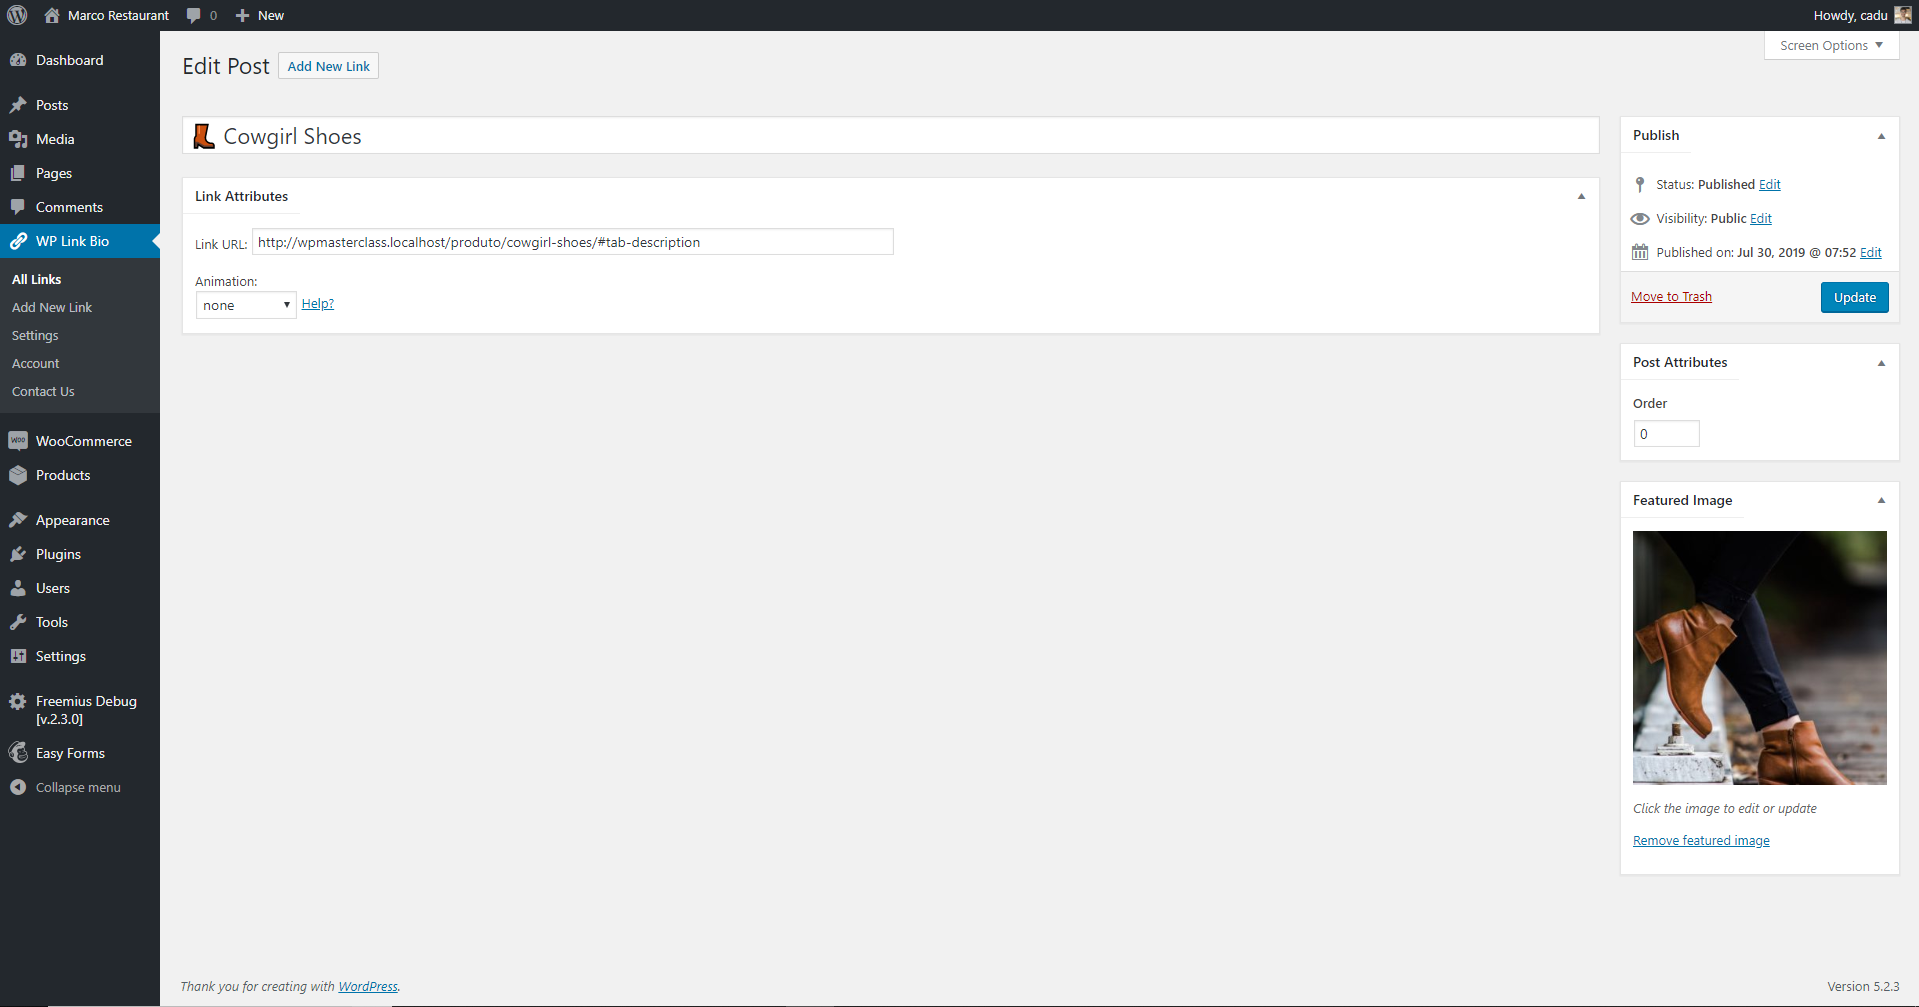 Marco Restaurant 0 New Howdy, cadu
Screen Options
Dashboard
Posts
Media
Pages
Comments
WP Link Bio
All Links
Add New Link
Settings
Account
Contact Us
WOO WooCommerce
Products
Appearance
Plugins
Users
Tools
Settings
Freemius Debug
[v.2.3.0]
Easy Forms
Collapse menu
Edit Post Add New Link
Cowgirl Shoes
Link Attributes
Link URL: http://wpmasterclass.localhost/produto/cowgirl-shoes/#tab-description
Animation:
none Help?
Publish
Status: Published Edit
Visibility: Public Edit
Published on: Jul 30, 2019 @ 07:52 Edit
Move to Trash Update
Post Attributes
Order
0
Featured Image
Click the image to edit or update
Remove featured image
Thank you for creating with WordPress.
Version 5.2.3